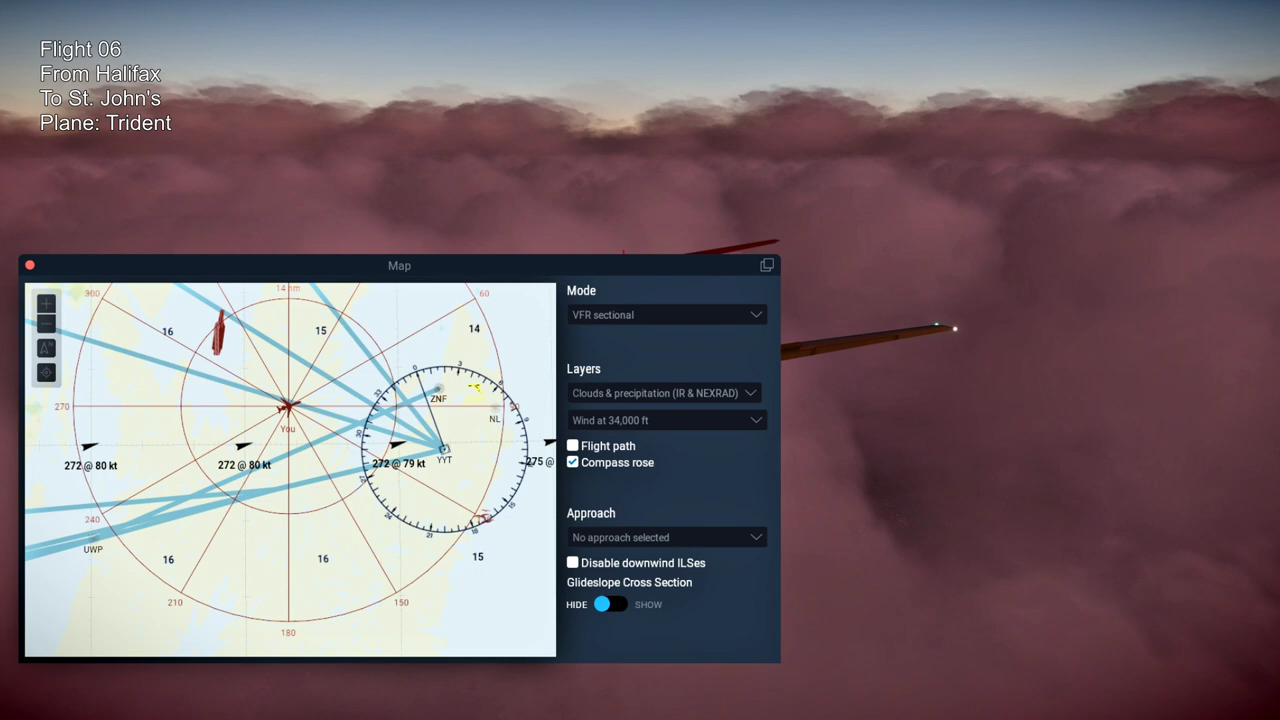 Flight 06
From Halifax
To St. John's
Plane: Trident
Map
Mode
VFR sectional
Layers
Clouds & precipitation (IR & NEXRAD)
Wind at 34,000 ft
Flight path
Compass rose
Approach
No approach selected
Disable downwind ILSes
Glideslope Cross Section
HIDE SHOW
300 14 nm 60
16 15 14
ZNF
270
NL
You
YYT
272 @ 80 kt 272 @ 80 kt 272 @ 79 kt 275 @
240
UWP
16 16 15
210 150
180